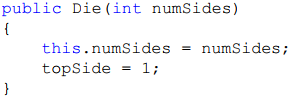 public Die(int numSides)
{
    this.numSides = numSides;
    topSide = 1;
}